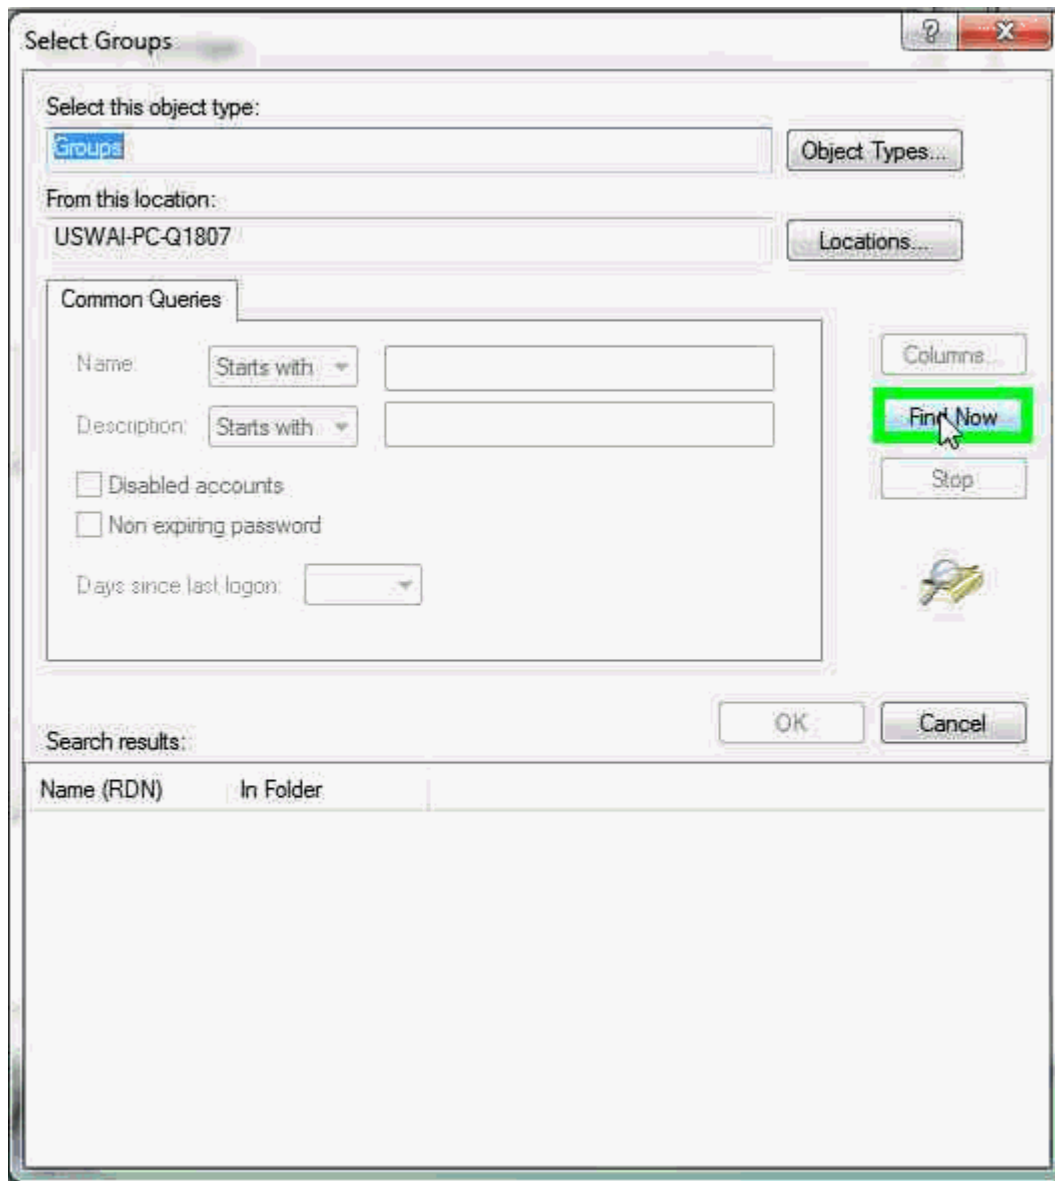 Select Groups
Select this object type:
Groups
Object Types...
From this location:
USWAI-PC-Q1807
Locations...
Common Queries
Name: Starts with
Columns...
Description: Starts with
Find Now
Disabled accounts
Stop
Non expiring password
Days since last logon:
OK
Cancel
Search results:
Name (RDN) In Folder